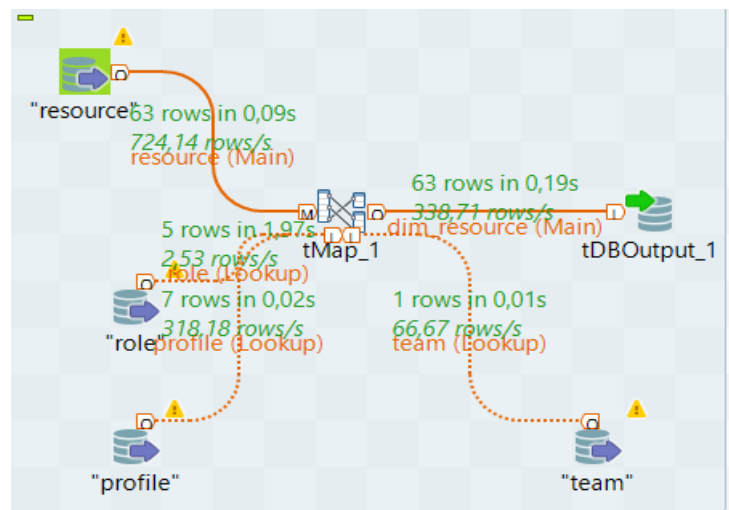 "resource"
63 rows in 0,09s
724,14 rows/s
resource (Main)
63 rows in 0,19s
338,71 rows/s
dim_resource (Main)
tMap_1
tDBOutput_1
5 rows in 1,97s
2,53 rows/s
role (Lookup)
"role"
7 rows in 0,02s
318,18 rows/s
profile (Lookup)
1 rows in 0,01s
66,67 rows/s
team (Lookup)
"profile"
"team"